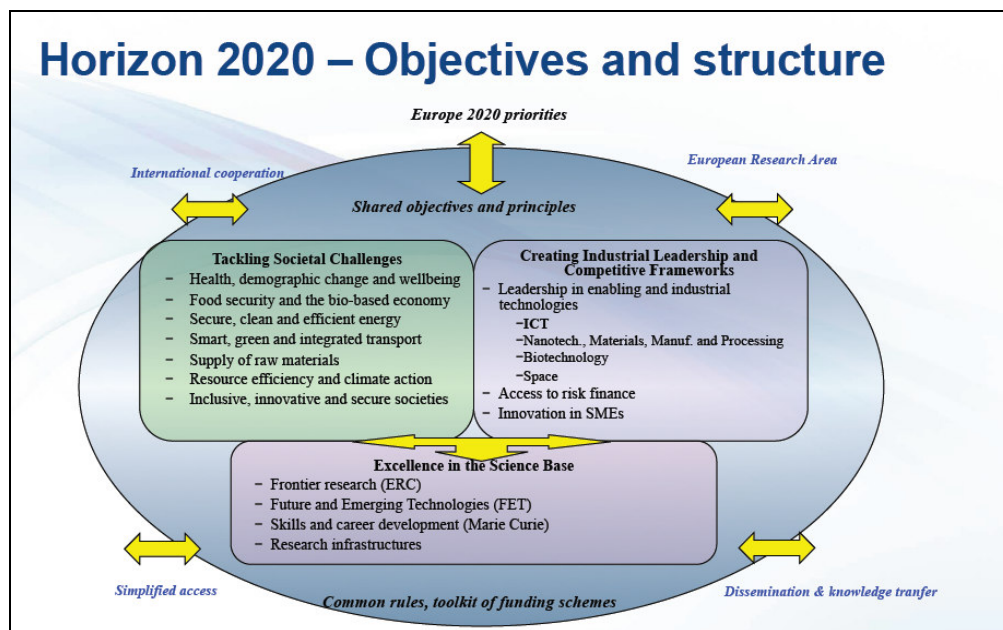 Horizon 2020 – Objectives and structure
Europe 2020 priorities
International cooperation
European Research Area
Shared objectives and principles
Tackling Societal Challenges
− Health, demographic change and wellbeing
− Food security and the bio-based economy
− Secure, clean and efficient energy
− Smart, green and integrated transport
− Supply of raw materials
− Resource efficiency and climate action
− Inclusive, innovative and secure societies
Creating Industrial Leadership and
Competitive Frameworks
− Leadership in enabling and industrial
technologies
−ICT
−Nanotech., Materials, Manuf. and Processing
−Biotechnology
−Space
− Access to risk finance
− Innovation in SMEs
Excellence in the Science Base
− Frontier research (ERC)
− Future and Emerging Technologies (FET)
− Skills and career development (Marie Curie)
− Research infrastructures
Simplified access
Dissemination & knowledge tranfer
Common rules, toolkit of funding schemes